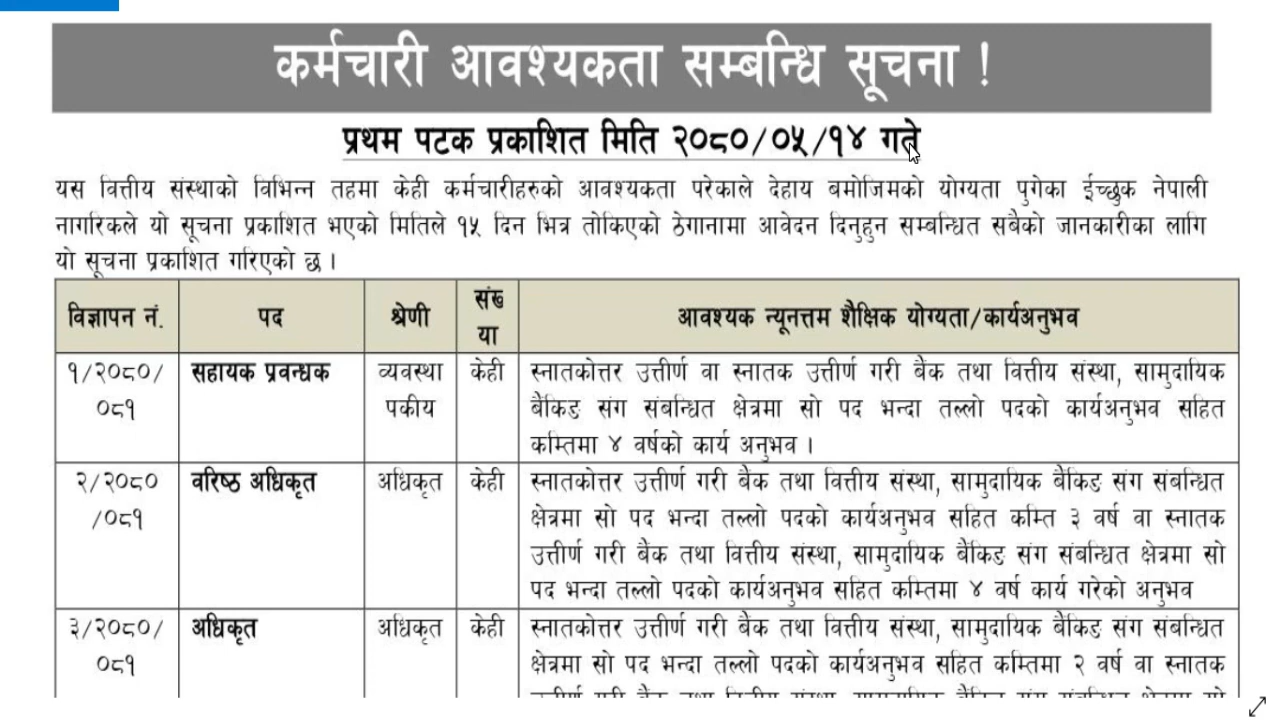 कर्मचारी आवश्यकता सम्बन्धि सूचना !
प्रथम पटक प्रकाशित मिति २०८०/०५/१४ गते
यस वित्तीय संस्थाको विभिन्न तहमा केही कर्मचारीहरुको आवश्यकता परेकाले देहाय बमोजिमको योग्यता पुगेका ईच्छुक नेपाली
नागरिकले यो सूचना प्रकाशित भएको मितिले १५ दिन भित्र तोकिएको ठेगानामा आवेदन दिनुहुन सम्बन्धित सबैको जानकारीका लागि
यो सूचना प्रकाशित गरिएको छ ।
विज्ञापन नं. पद श्रेणी संख्या आवश्यक न्यूनत्तम शैक्षिक योग्यता/कार्यअनुभव
१/२०८०/ सहायक प्रवन्धक व्यवस्था केही स्नातकोत्तर उत्तीर्ण वा स्नातक उत्तीर्ण गरी बैंक तथा वित्तीय संस्था, सामुदायिक
०८१ पकीय बैंकिङ संग संबन्धित क्षेत्रमा सो पद भन्दा तल्लो पदको कार्यअनुभव सहित
कम्तिमा ४ वर्षको कार्य अनुभव ।
२/२०८० वरिष्ठ अधिकृत अधिकृत केही स्नातकोत्तर उत्तीर्ण गरी बैंक तथा वित्तीय संस्था, सामुदायिक बैंकिङ संग संबन्धित
/०८१ क्षेत्रमा सो पद भन्दा तल्लो पदको कार्यअनुभव सहित कम्ति ३ वर्ष वा स्नातक
उत्तीर्ण गरी बैंक तथा वित्तीय संस्था, सामुदायिक बैंकिङ संग संबन्धित क्षेत्रमा सो
पद भन्दा तल्लो पदको कार्यअनुभव सहित कम्तिमा ४ वर्ष कार्य गरेको अनुभव
३/२०८०/ अधिकृत अधिकृत केही स्नातकोत्तर उत्तीर्ण गरी बैंक तथा वित्तीय संस्था, सामुदायिक बैंकिङ संग संबन्धित
०८१ क्षेत्रमा सो पद भन्दा तल्लो पदको कार्यअनुभव सहित कम्तिमा २ वर्ष वा स्नातक